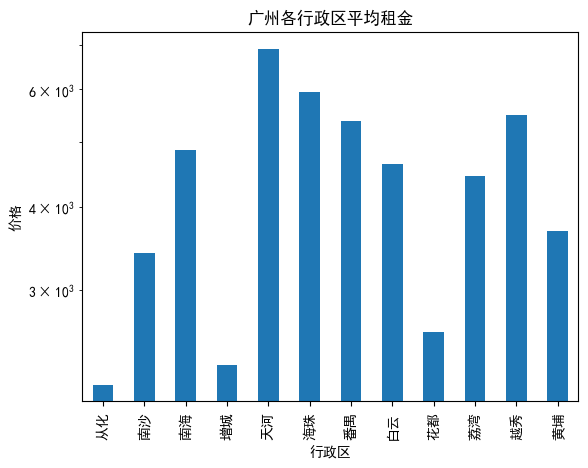 广州各行政区平均租金
价格
6 × 10³
4 × 10³
3 × 10³
从化
南沙
南海
增城
天河
海珠
番禺
白云
花都
荔湾
越秀
黄埔
行政区